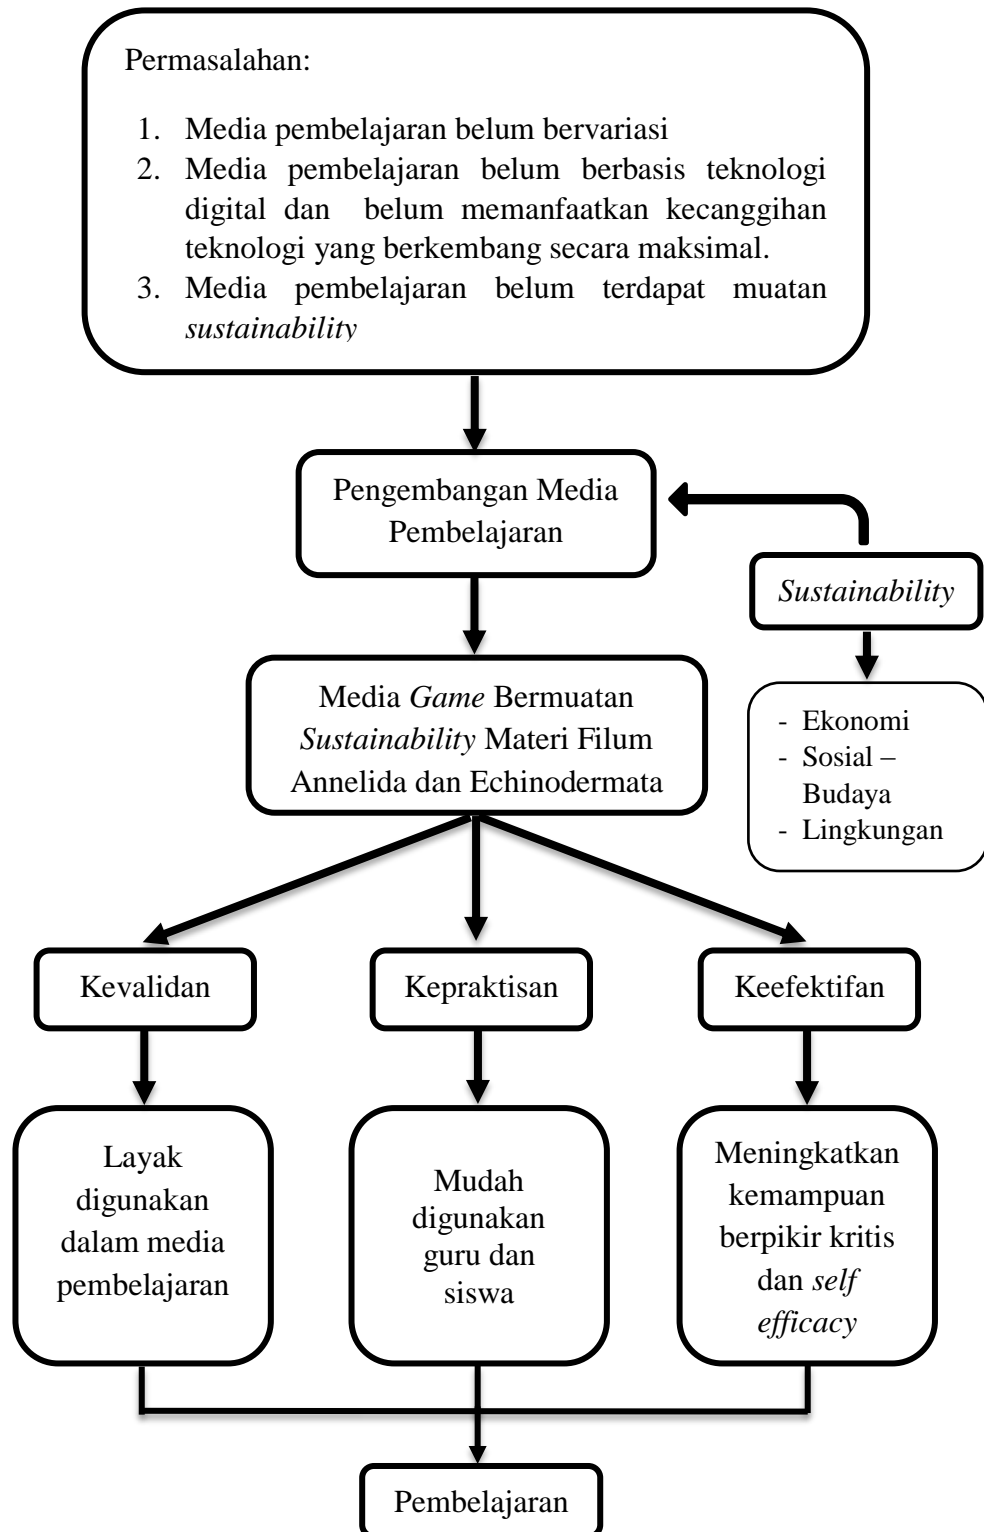 Permasalahan:
1. Media pembelajaran belum bervariasi
2. Media pembelajaran belum berbasis teknologi
digital dan belum memanfaatkan kecanggihan
teknologi yang berkembang secara maksimal.
3. Media pembelajaran belum terdapat muatan
sustainability
Pengembangan Media
Pembelajaran
Sustainability
- Ekonomi
- Sosial –
Budaya
- Lingkungan
Media Game Bermuatan
Sustainability Materi Filum
Annelida dan Echinodermata
Kevalidan
Kepraktisan
Keefektifan
Layak
digunakan
dalam media
pembelajaran
Mudah
digunakan
guru dan
siswa
Meningkatkan
kemampuan
berpikir kritis
dan self
efficacy
Pembelajaran